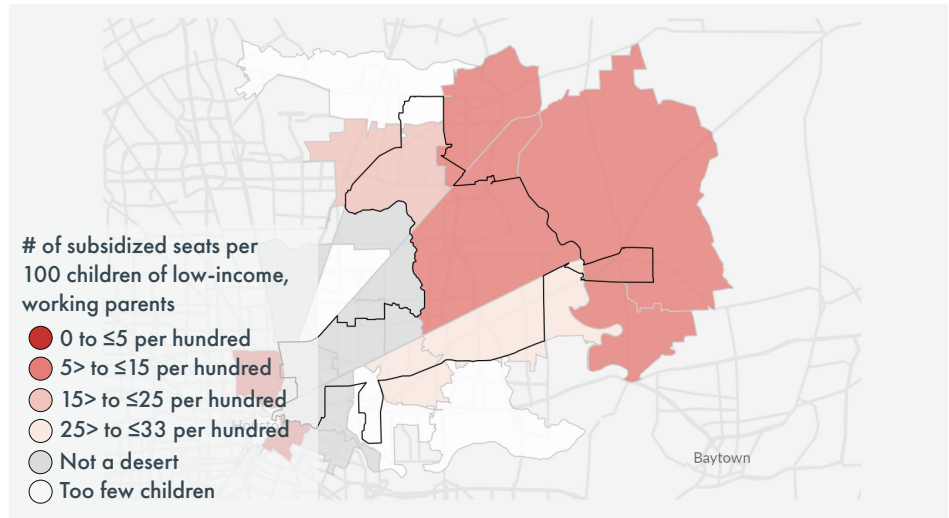 # of subsidized seats per
100 children of low-income,
working parents
0 to ≤5 per hundred
5> to ≤15 per hundred
15> to ≤25 per hundred
25> to ≤33 per hundred
Not a desert
Too few children
Baytown